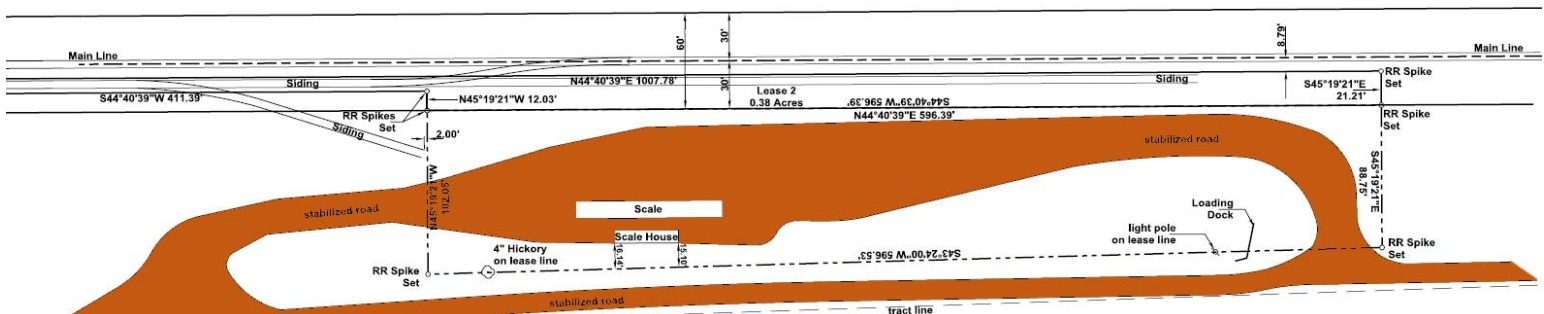 60'
30'
8.79'
Main Line
Main Line
30'
Siding
N44°40'39"E 1007.78'
Siding
RR Spike
Set
S44°40'39"W 411.39'
N45°19'21"W 12.03'
Lease 2
0.38 Acres
S44°40'39"W 596.39'
S45°19'21"E
21.21'
RR Spikes
Set
N44°40'39"E 596.39'
RR Spike
Set
Siding
2.00'
stabilized road
N45°19'21"W
102.05'
S45°19'21"E
88.75'
stabilized road
Scale
Loading
Dock
Scale House
light pole
on lease line
4" Hickory
on lease line
16.14'
15.10'
S43°24'00"W 596.53'
RR Spike
Set
RR Spike
Set
stabilized road
tract line